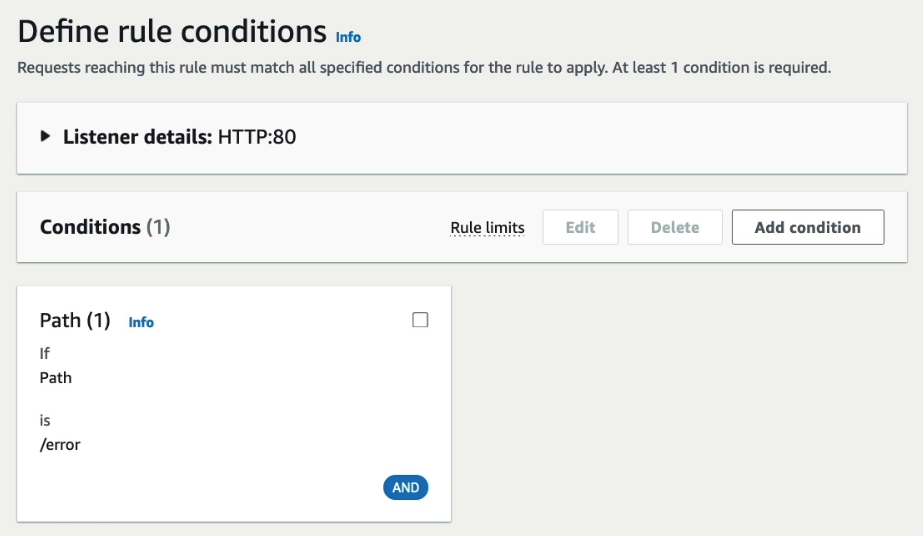 Define rule conditions Info
Requests reaching this rule must match all specified conditions for the rule to apply. At least 1 condition is required.
Listener details: HTTP:80
Conditions (1) Rule limits Edit Delete Add condition
Path (1) Info
If
Path
is
/error
AND